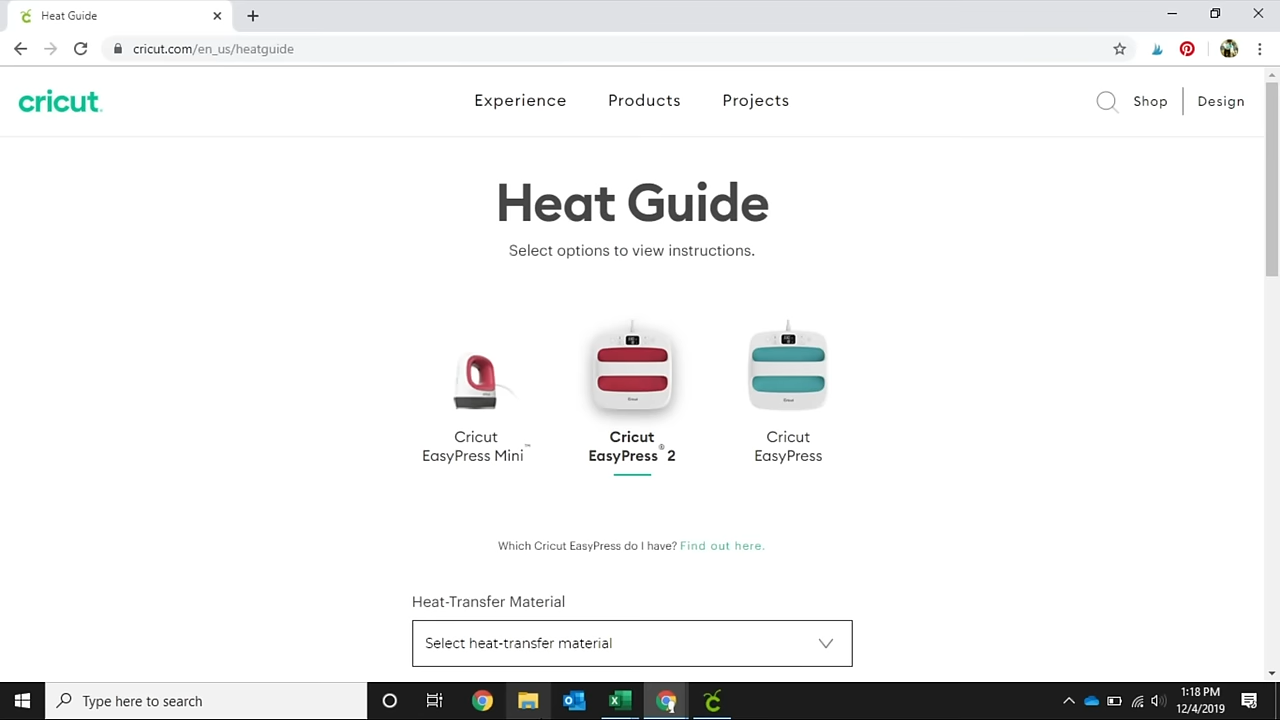 Heat Guide
cricut.com/en_us/heatguide
cricut
Experience
Products
Projects
Shop
Design
Heat Guide
Select options to view instructions.
Cricut
EasyPress Mini™
Cricut
EasyPress® 2
Cricut
EasyPress
Which Cricut EasyPress do I have? Find out here.
Heat-Transfer Material
Select heat-transfer material
Type here to search
1:18 PM
12/4/2019